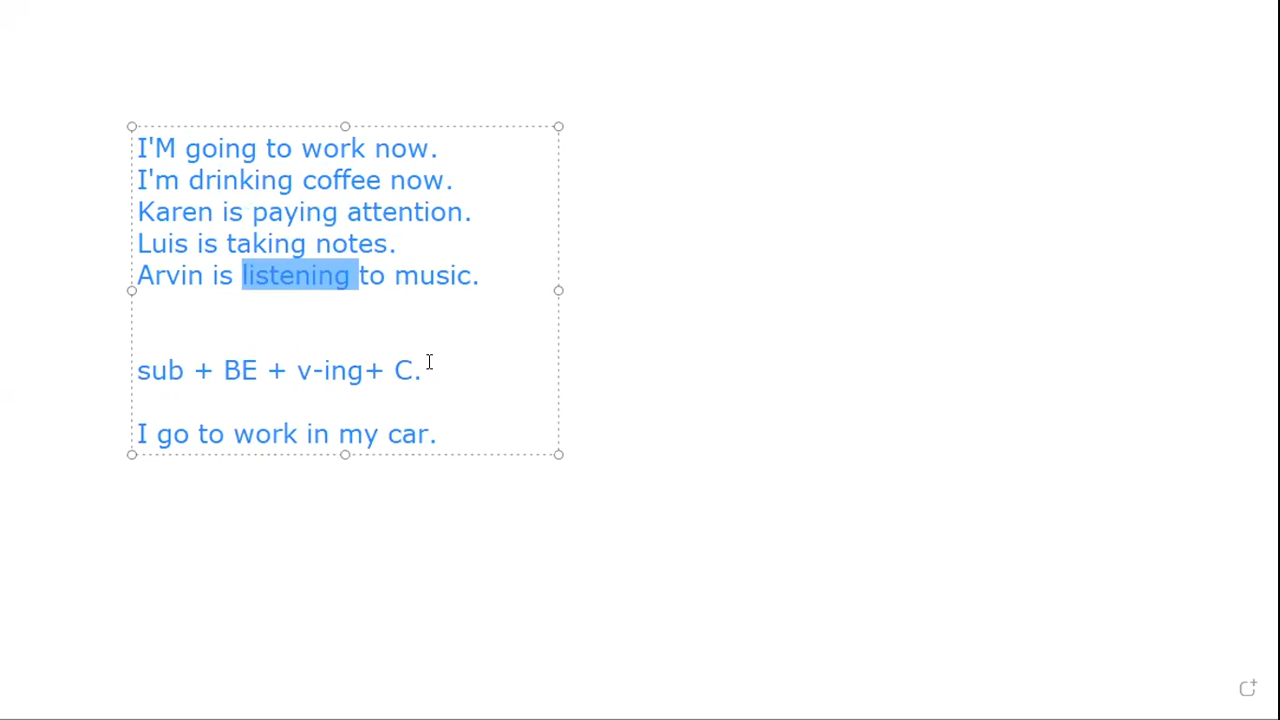 I'M going to work now.
I'm drinking coffee now.
Karen is paying attention.
Luis is taking notes.
Arvin is listening to music.
sub + BE + v-ing+ C.
I go to work in my car.